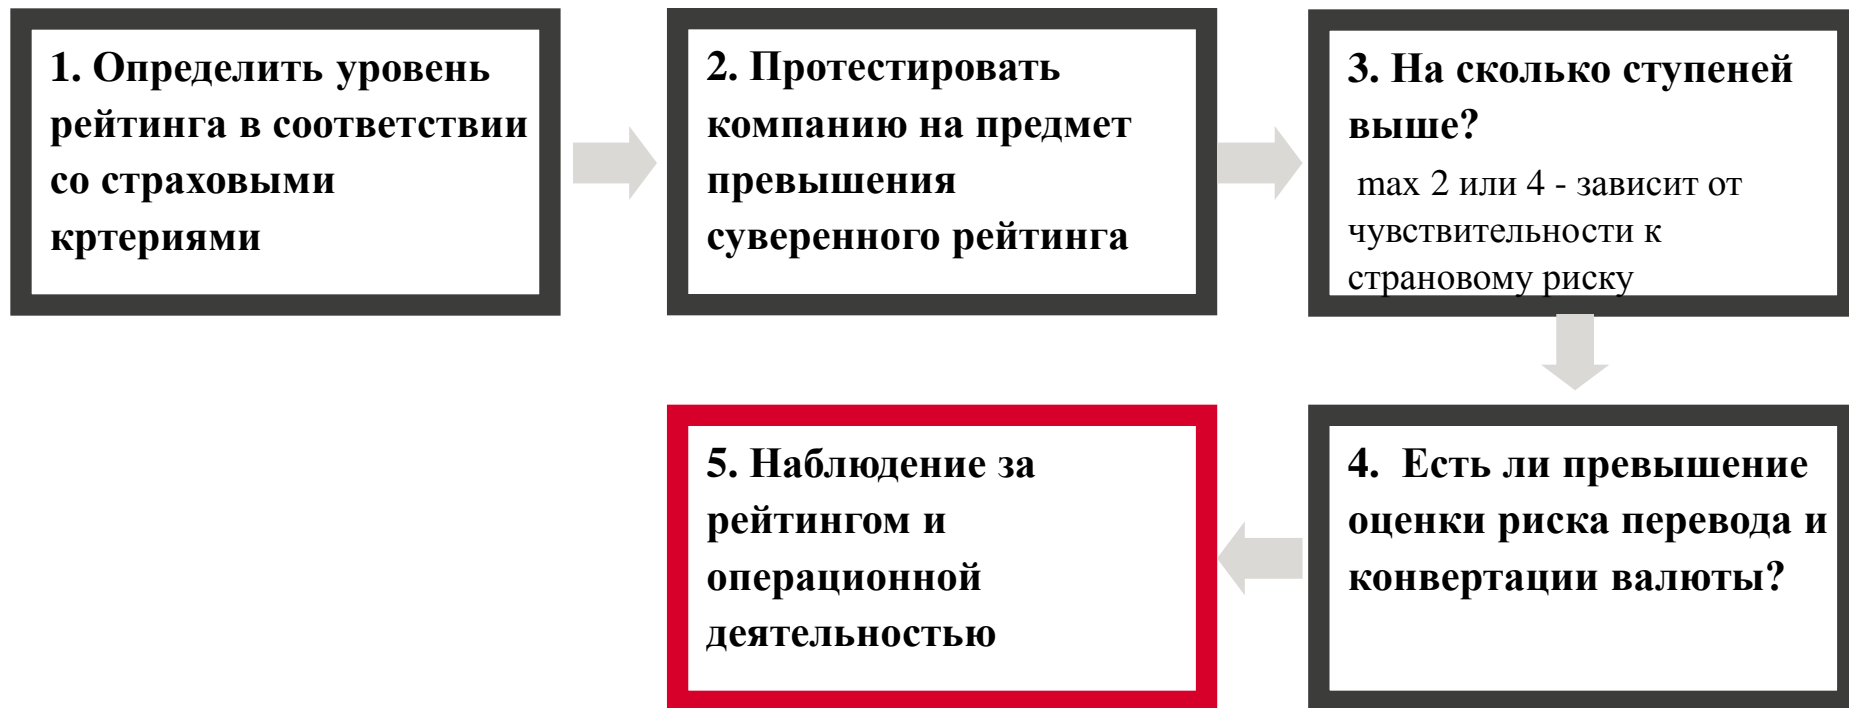 1. Определить уровень
рейтинга в соответствии
со страховыми
кртериями
2. Протестировать
компанию на предмет
превышения
суверенного рейтинга
3. На сколько ступеней
выше?
max 2 или 4 - зависит от
чувствительности к
страновому риску
4. Есть ли превышение
оценки риска перевода и
конвертации валюты?
5. Наблюдение за
рейтингом и
операционной
деятельностью